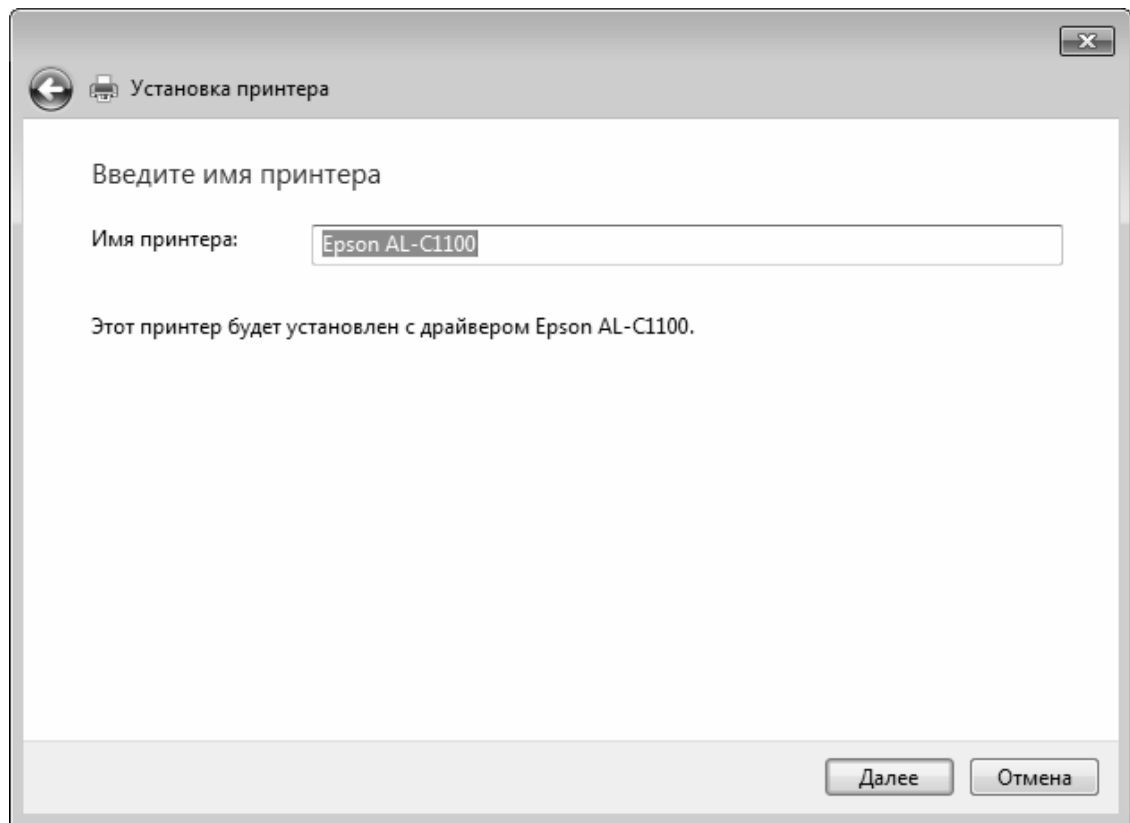 Установка принтера
Введите имя принтера
Имя принтера: Epson AL-C1100
Этот принтер будет установлен с драйвером Epson AL-C1100.
Далее Отмена